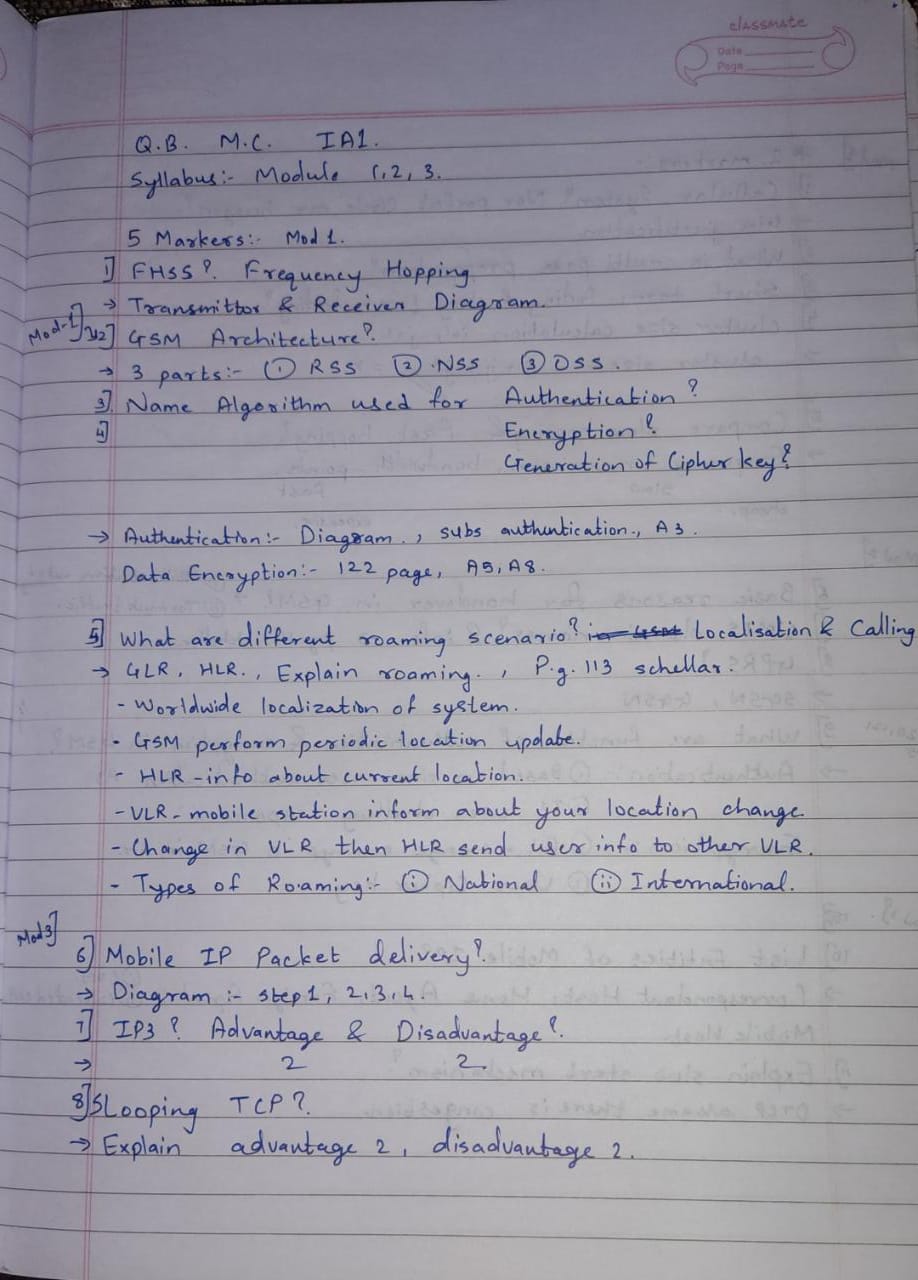 classmate
Date
Page
Q.B. M.C. IA1.
Syllabus:- Module 1,2,3.
5 Markers:- Mod 1.
1] FHSS?. Frequency Hopping
→ Transmittor & Receiver Diagram.
Mod-1] 2] GSM Architecture?
→ 3 parts:- ① RSS ② NSS ③ OSS.
3] Name Algorithm used for Authentication?
4] Encryption?
Generation of Cipher key?
→ Authentication:- Diagram., subs authentication., A3.
Data Encryption:- 122 page, A5, A8.
5] What are different roaming scenario? in GSM Localisation & Calling
→ GLR, HLR., Explain roaming., P.g. 113 schellar.
- Worldwide localization of system.
- GSM perform periodic location update.
- HLR - info about current location.
- VLR - mobile station inform about your location change.
- Change in VLR then HLR send user info to other VLR.
- Types of Roaming:- ⓘ National ⓘⓘ International.
Mod3]
6] Mobile IP Packet delivery?.
→ Diagram :- step 1, 2, 3, 4.
7] IP3? Advantage & Disadvantage?.
→ 2 2.
8] SLooping TCP?.
→ Explain advantage 2, disadvantage 2.